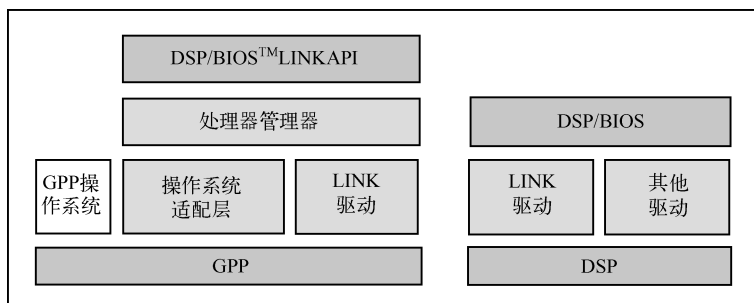 DSP/BIOS™LINKAPI
处理器管理器
DSP/BIOS
GPP操
作系统
操作系统
适配层
LINK
驱动
LINK
驱动
其他
驱动
GPP
DSP